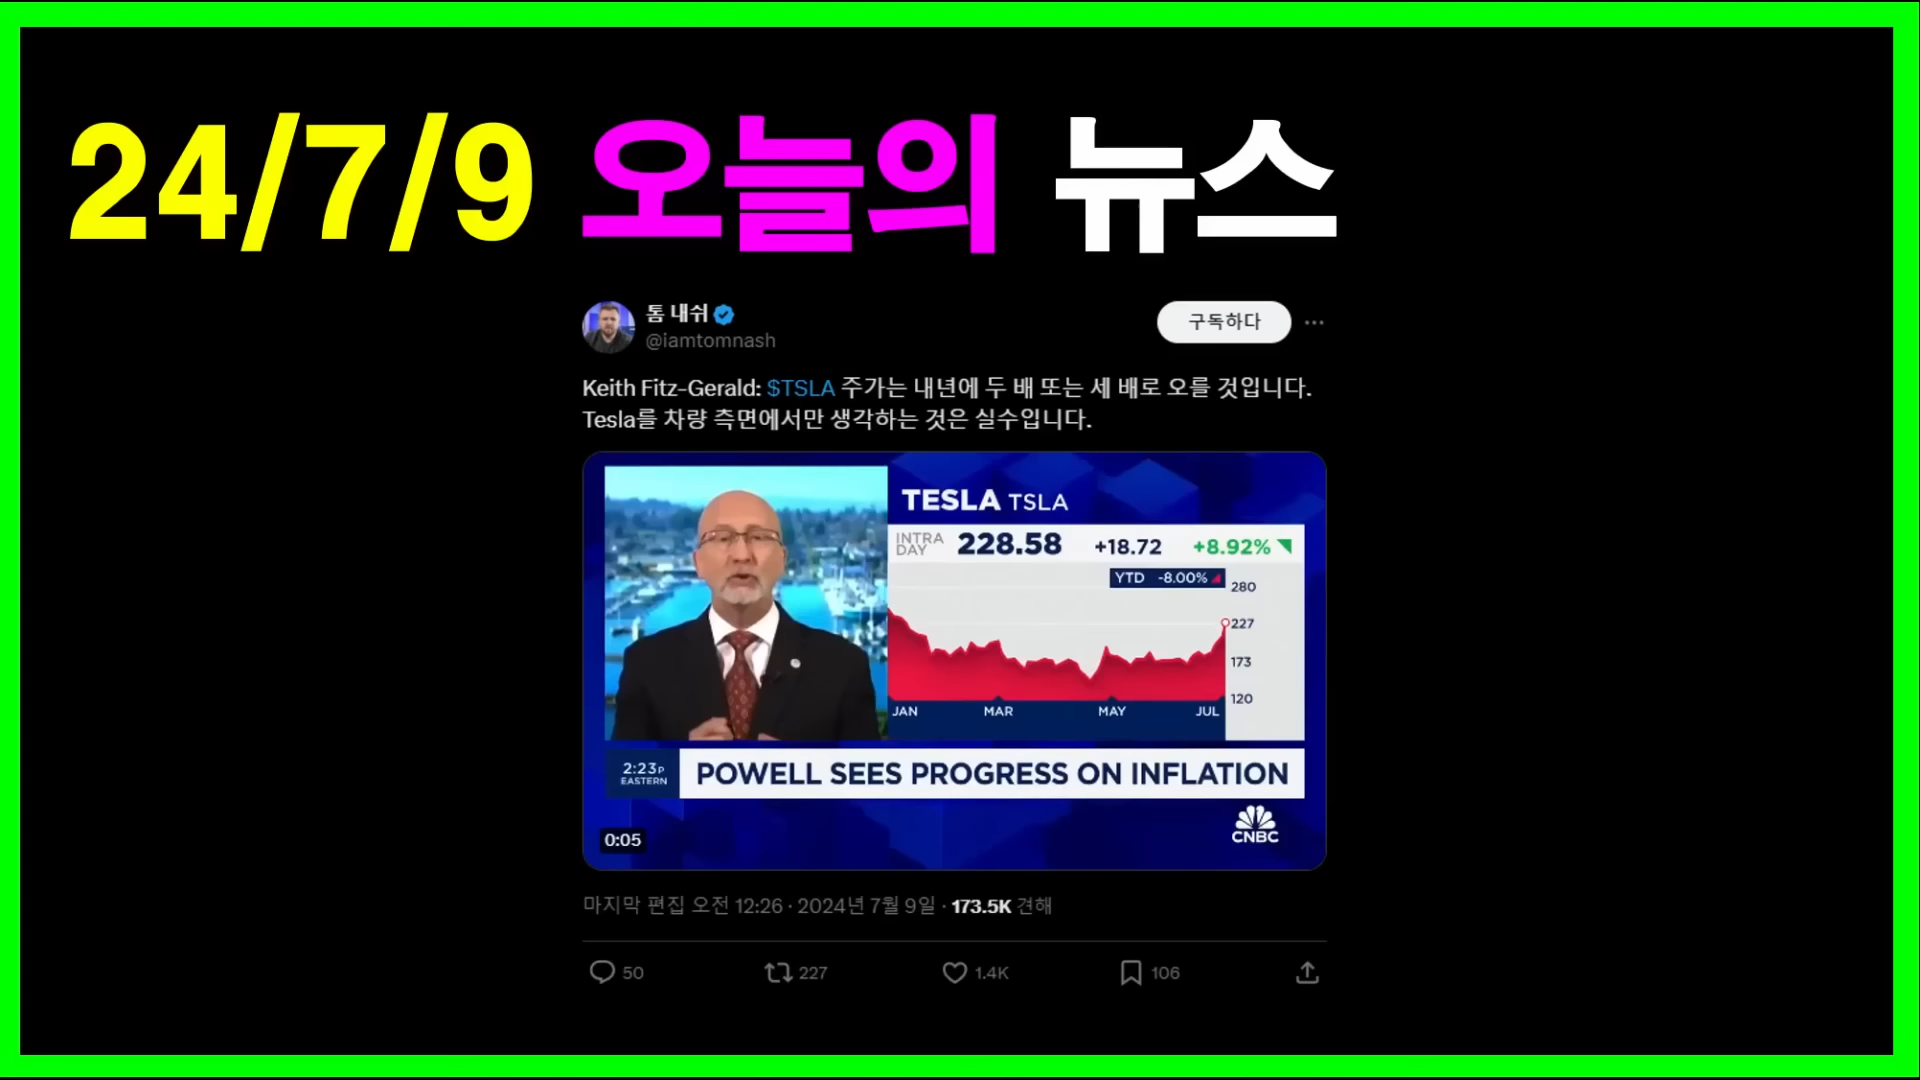 24/7/9 오늘의 뉴스
톰 내쉬
@iamtomnash
구독하다
Keith Fitz-Gerald: $TSLA 주가는 내년에 두 배 또는 세 배로 오를 것입니다.
Tesla를 차량 측면에서만 생각하는 것은 실수입니다.
TESLA TSLA
INTRA DAY 228.58 +18.72 +8.92%
YTD -8.00%
280
227
173
120
JAN MAR MAY JUL
2:23P EASTERN
POWELL SEES PROGRESS ON INFLATION
CNBC
0:05
마지막 편집 오전 12:26 · 2024년 7월 9일 · 173.5K 견해
50 227 1.4K 106